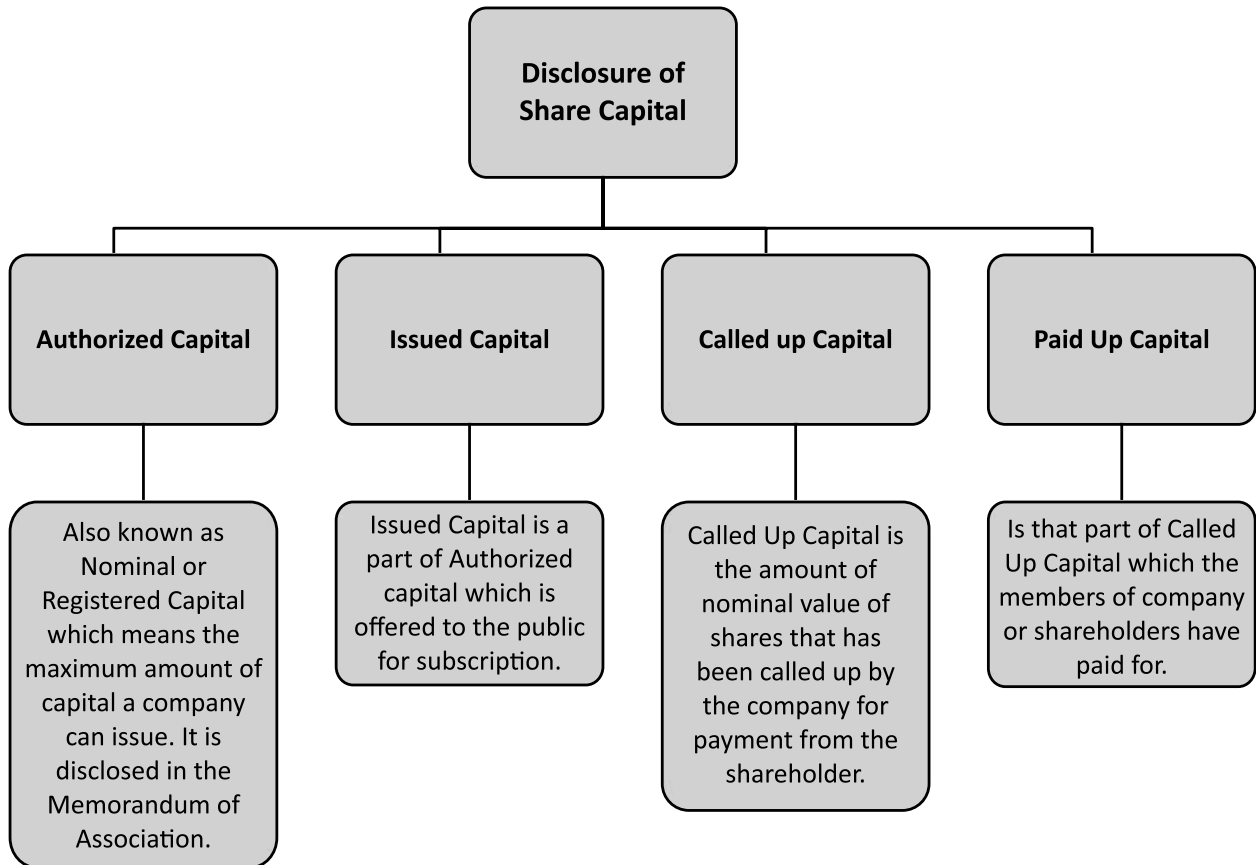 Disclosure of
Share Capital
Authorized Capital
Issued Capital
Called up Capital
Paid Up Capital
Also known as
Nominal or
Registered Capital
which means the
maximum amount of
capital a company
can issue. It is
disclosed in the
Memorandum of
Association.
Issued Capital is a
part of Authorized
capital which is
offered to the public
for subscription.
Called Up Capital is
the amount of
nominal value of
shares that has
been called up by
the company for
payment from the
shareholder.
Is that part of Called
Up Capital which the
members of company
or shareholders have
paid for.